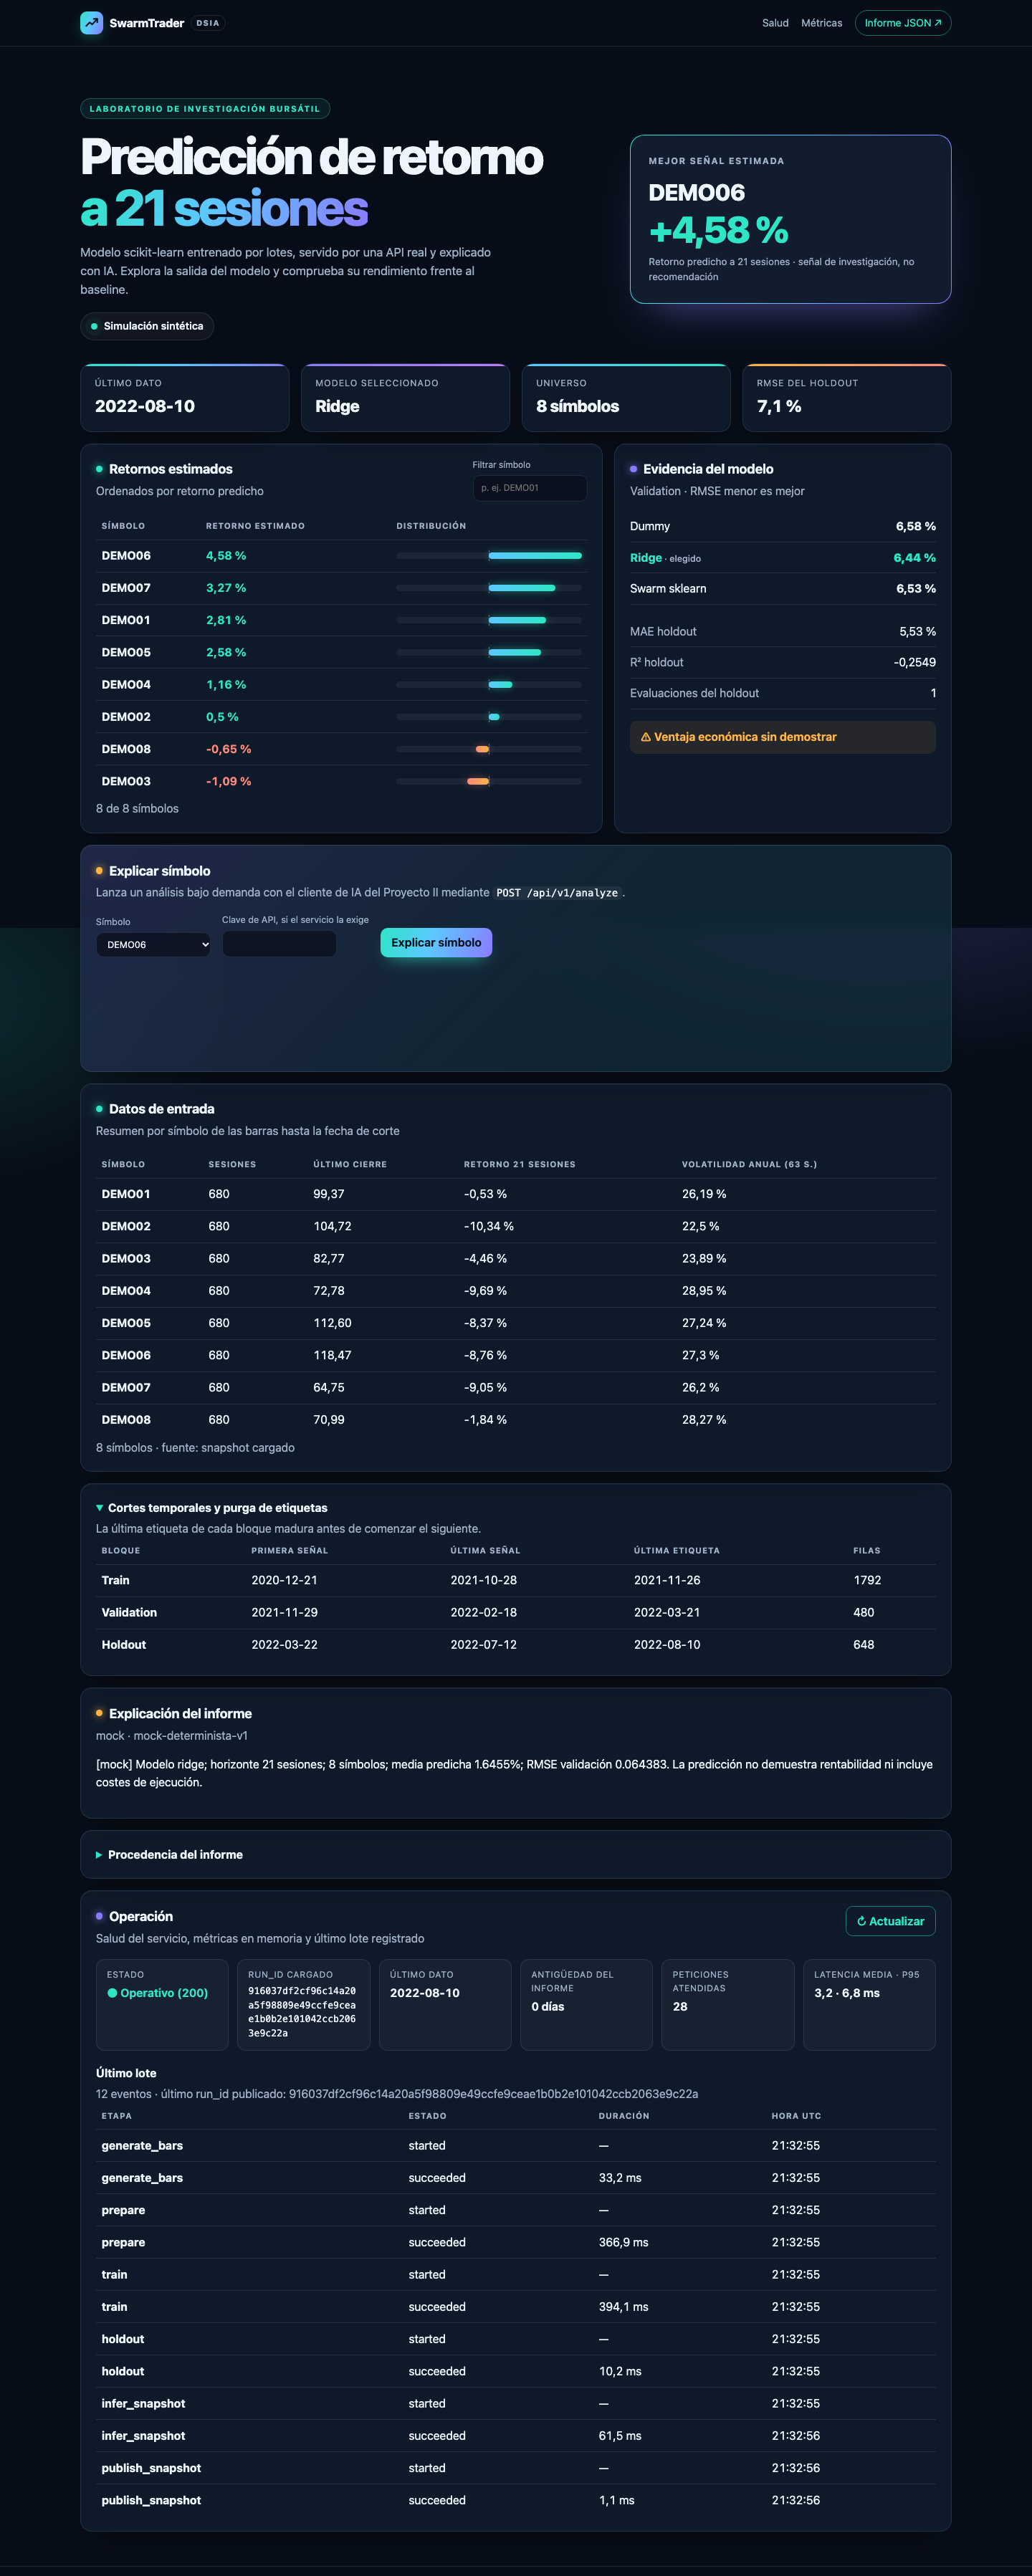 SwarmTrader DSIA
Salud Métricas Informe JSON ↗
LABORATORIO DE INVESTIGACIÓN BURSÁTIL
Predicción de retorno
a 21 sesiones
Modelo scikit-learn entrenado por lotes, servido por una API real y explicado
con IA. Explora la salida del modelo y comprueba su rendimiento frente al
baseline.
Simulación sintética
MEJOR SEÑAL ESTIMADA
DEMO06
+4,58 %
Retorno predicho a 21 sesiones · señal de investigación, no
recomendación
ÚLTIMO DATO
2022-08-10
MODELO SELECCIONADO
Ridge
UNIVERSO
8 símbolos
RMSE DEL HOLDOUT
7,1 %
Retornos estimados
Ordenados por retorno predicho
Filtrar símbolo
p. ej. DEMO01
SÍMBOLO RETORNO ESTIMADO DISTRIBUCIÓN
DEMO06 4,58 %
DEMO07 3,27 %
DEMO01 2,81 %
DEMO05 2,58 %
DEMO04 1,16 %
DEMO02 0,5 %
DEMO08 -0,65 %
DEMO03 -1,09 %
8 de 8 símbolos
Evidencia del modelo
Validation · RMSE menor es mejor
Dummy 6,58 %
Ridge · elegido 6,44 %
Swarm sklearn 6,53 %
MAE holdout 5,53 %
R² holdout -0,2549
Evaluaciones del holdout 1
⚠ Ventaja económica sin demostrar
Explicar símbolo
Lanza un análisis bajo demanda con el cliente de IA del Proyecto II mediante POST /api/v1/analyze .
Símbolo
DEMO06
Clave de API, si el servicio la exige
Explicar símbolo
Datos de entrada
Resumen por símbolo de las barras hasta la fecha de corte
SÍMBOLO SESIONES ÚLTIMO CIERRE RETORNO 21 SESIONES VOLATILIDAD ANUAL (63 S.)
DEMO01 680 99,37 -0,53 % 26,19 %
DEMO02 680 104,72 -10,34 % 22,5 %
DEMO03 680 82,77 -4,46 % 23,89 %
DEMO04 680 72,78 -9,69 % 28,95 %
DEMO05 680 112,60 -8,37 % 27,24 %
DEMO06 680 118,47 -8,76 % 27,3 %
DEMO07 680 64,75 -9,05 % 26,2 %
DEMO08 680 70,99 -1,84 % 28,27 %
8 símbolos · fuente: snapshot cargado
▼ Cortes temporales y purga de etiquetas
La última etiqueta de cada bloque madura antes de comenzar el siguiente.
BLOQUE PRIMERA SEÑAL ÚLTIMA SEÑAL ÚLTIMA ETIQUETA FILAS
Train 2020-12-21 2021-10-28 2021-11-26 1792
Validation 2021-11-29 2022-02-18 2022-03-21 480
Holdout 2022-03-22 2022-07-12 2022-08-10 648
Explicación del informe
mock · mock-determinista-v1
[mock] Modelo ridge; horizonte 21 sesiones; 8 símbolos; media predicha 1.6455%; RMSE validación 0.064383. La predicción no demuestra rentabilidad ni incluye
costes de ejecución.
▶ Procedencia del informe
Operación
Salud del servicio, métricas en memoria y último lote registrado
↻ Actualizar
ESTADO
Operativo (200)
RUN_ID CARGADO
916037df2cf96c14a20
a5f98809e49ccfe9cea
e1b0b2e101042ccb206
3e9c22a
ÚLTIMO DATO
2022-08-10
ANTIGÜEDAD DEL
INFORME
0 días
PETICIONES
ATENDIDAS
28
LATENCIA MEDIA · P95
3,2 · 6,8 ms
Último lote
12 eventos · último run_id publicado: 916037df2cf96c14a20a5f98809e49ccfe9ceae1b0b2e101042ccb2063e9c22a
ETAPA ESTADO DURACIÓN HORA UTC
generate_bars started — 21:32:55
generate_bars succeeded 33,2 ms 21:32:55
prepare started — 21:32:55
prepare succeeded 366,9 ms 21:32:55
train started — 21:32:55
train succeeded 394,1 ms 21:32:55
holdout started — 21:32:55
holdout succeeded 10,2 ms 21:32:55
infer_snapshot started — 21:32:55
infer_snapshot succeeded 61,5 ms 21:32:56
publish_snapshot started — 21:32:56
publish_snapshot succeeded 1,1 ms 21:32:56